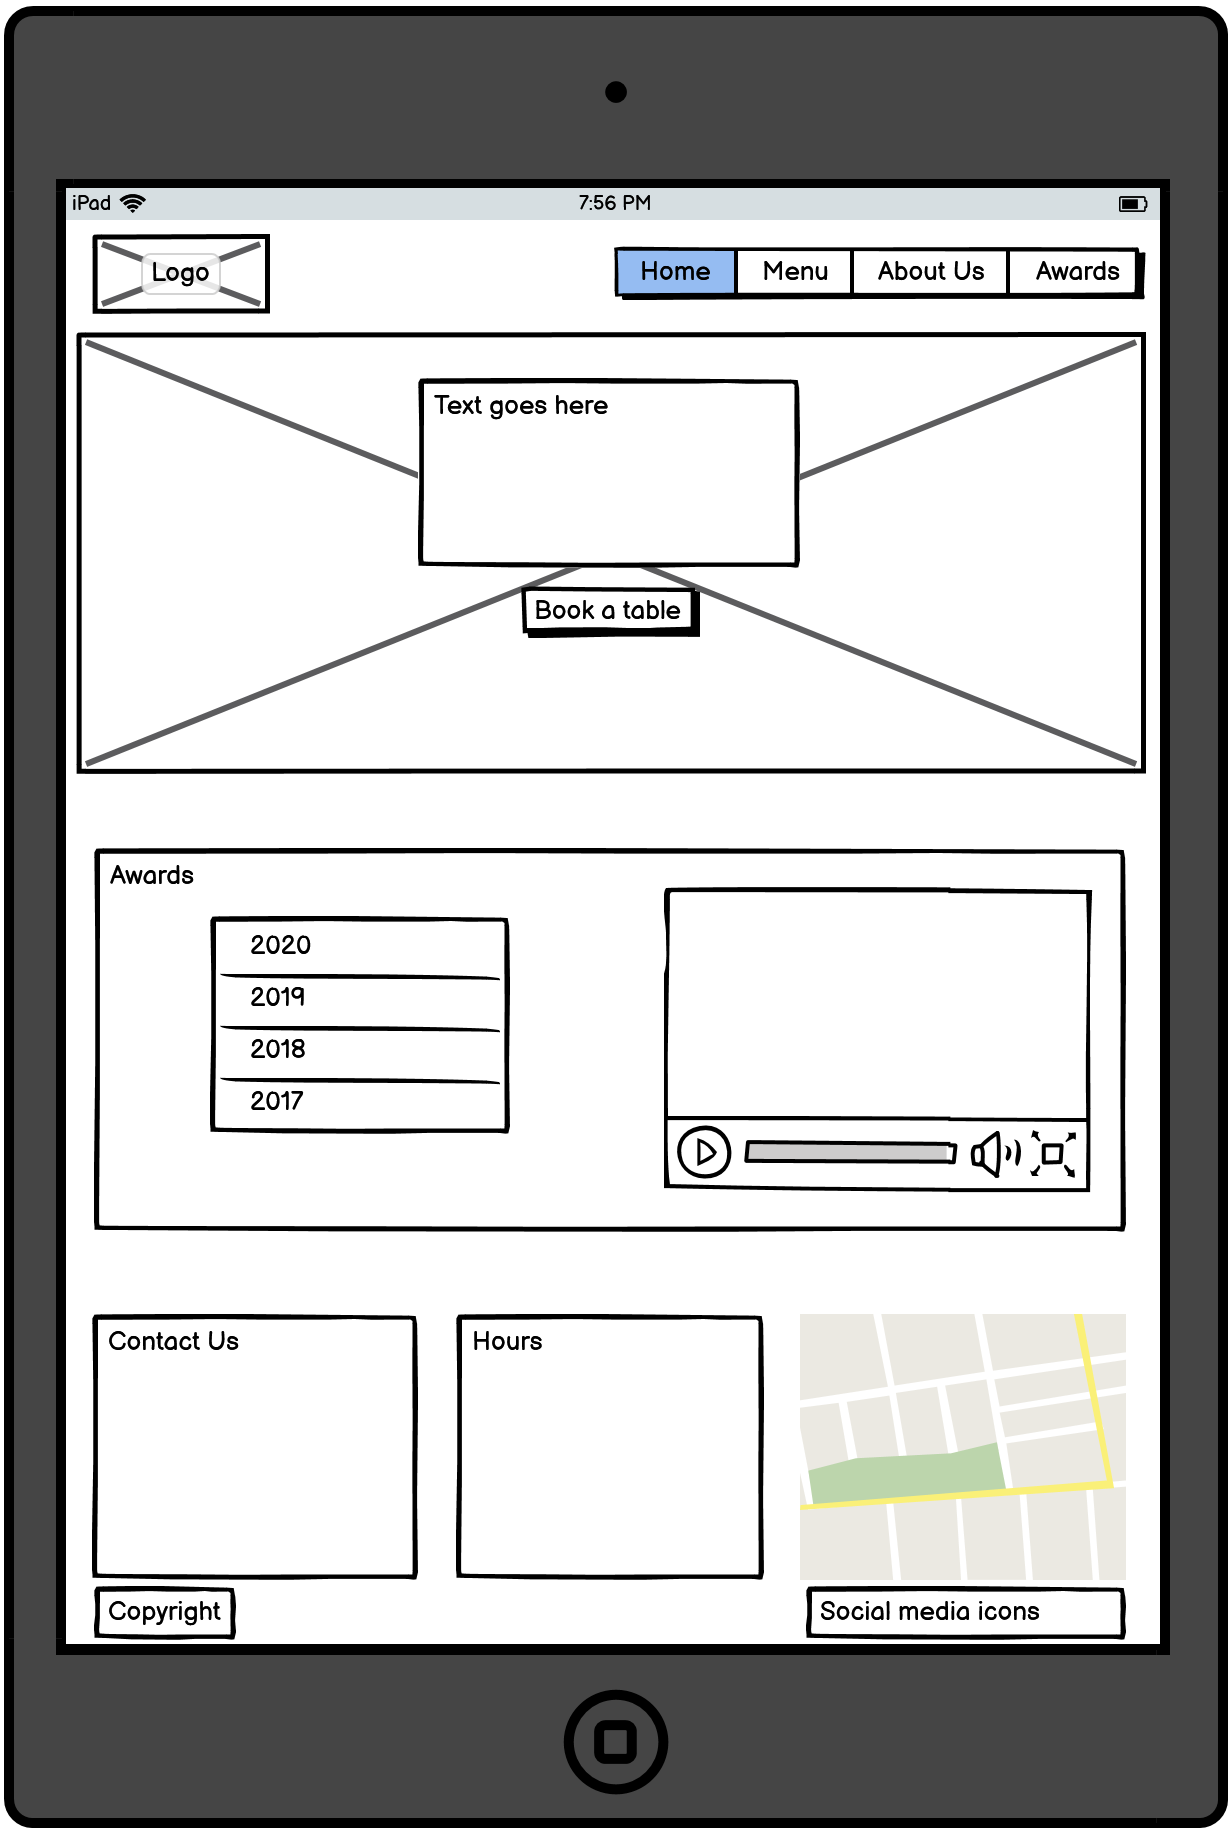 iPad
7:56 PM
Logo
Home
Menu
About Us
Awards
Text goes here
Book a table
Awards
2020
2019
2018
2017
Contact Us
Hours
Copyright
Social media icons